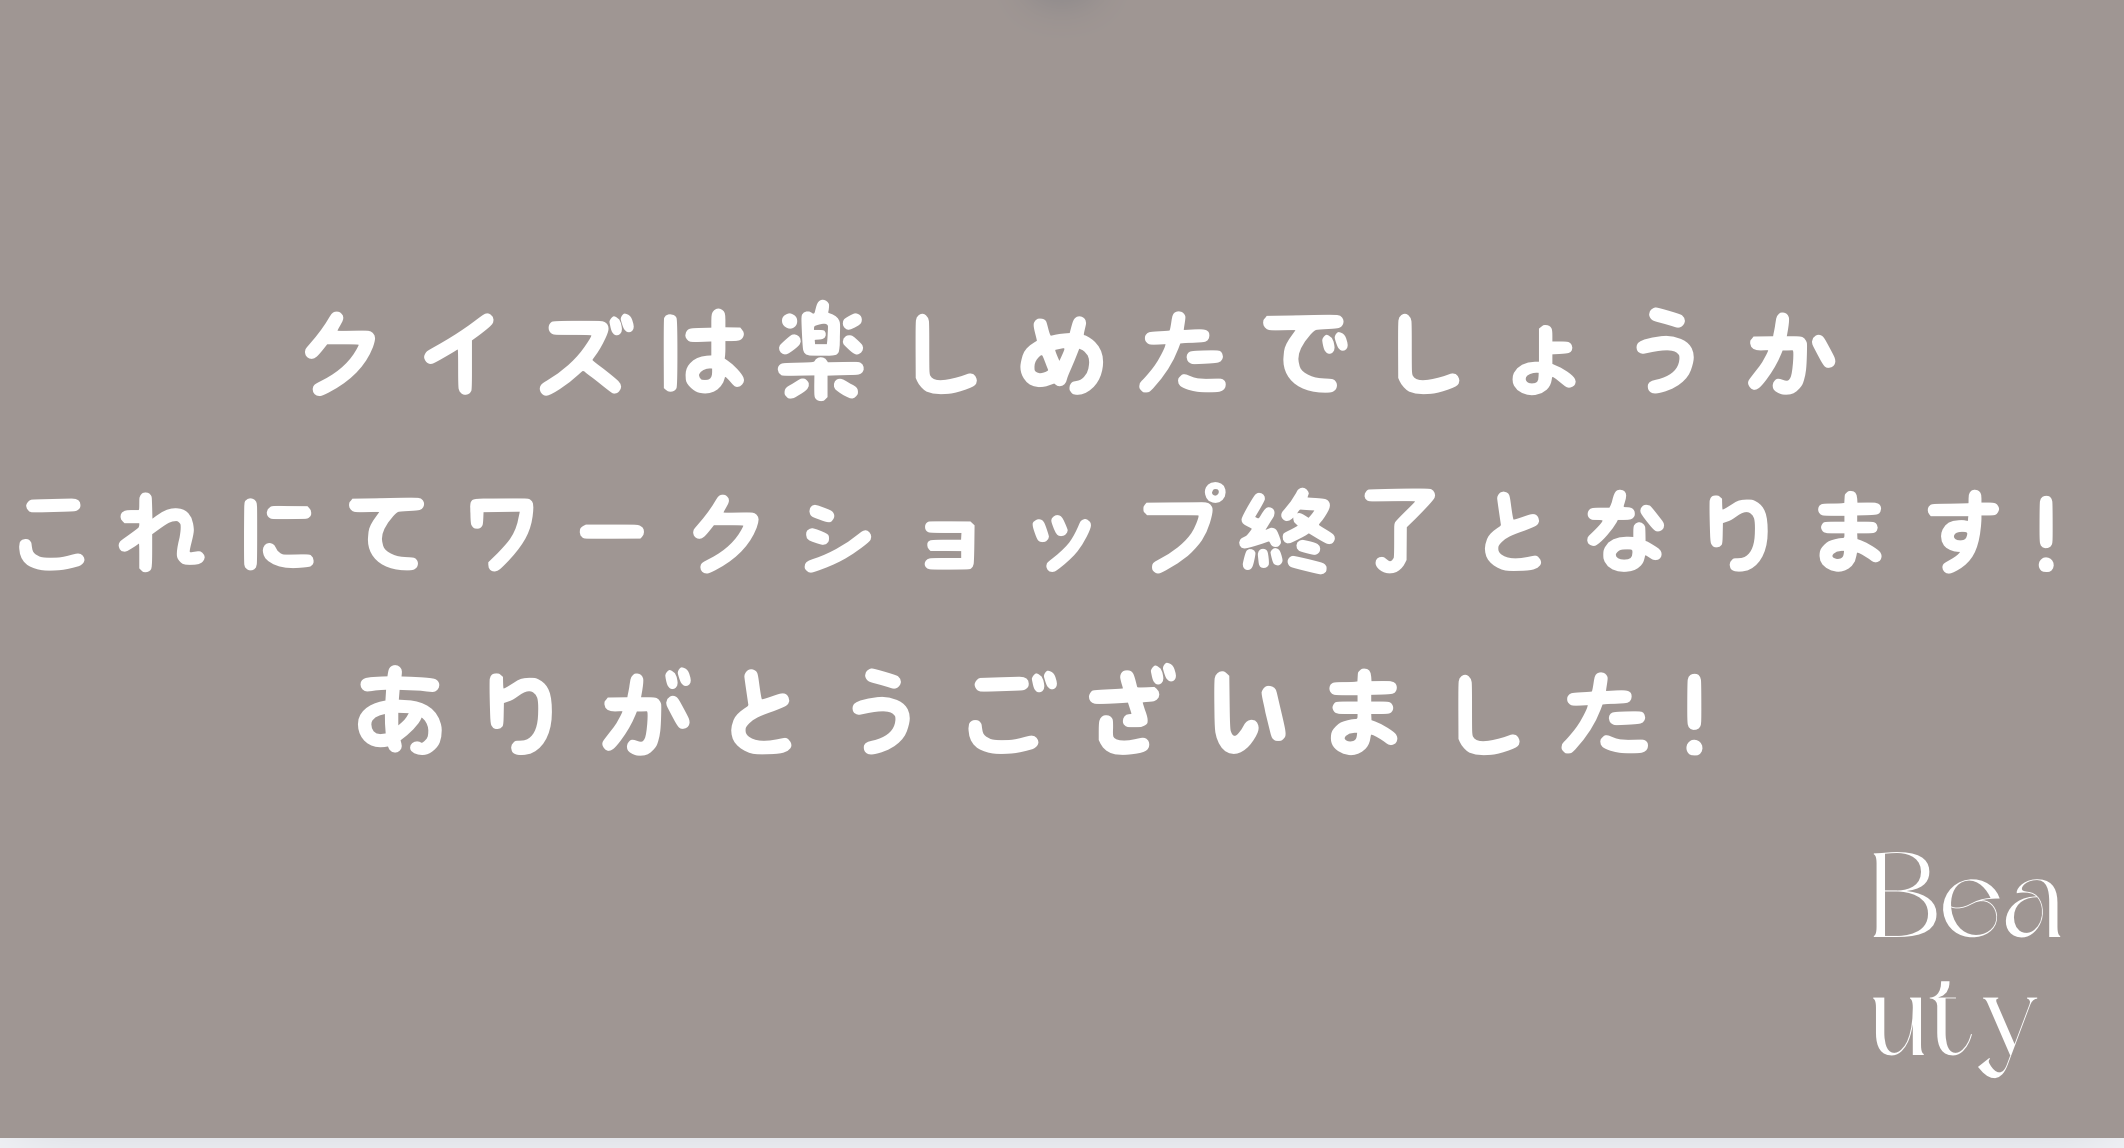 クイズは楽しめたでしょうか
これにてワークショップ終了となります!
ありがとうございました!
Bea
uty